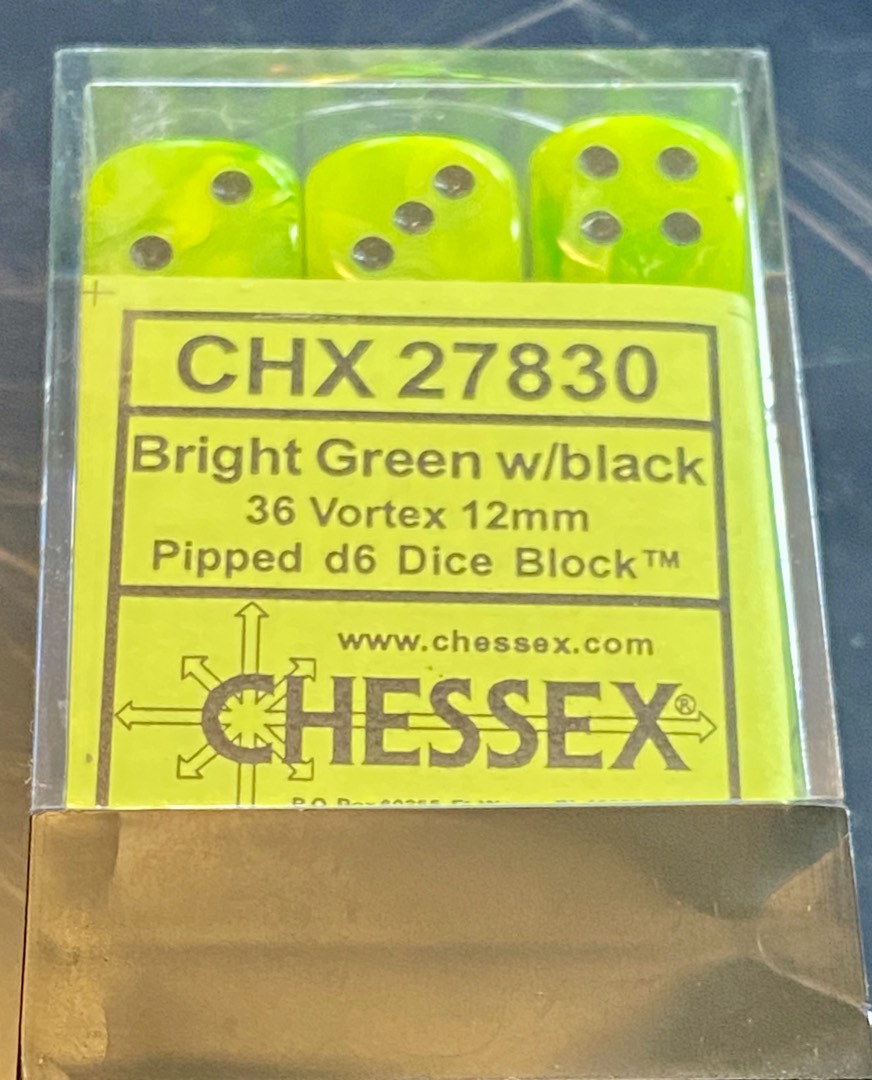 CHX 27830
Bright Green w/black
36 Vortex 12mm
Pipped d6 Dice Block™
www.chessex.com
CHESSEX®